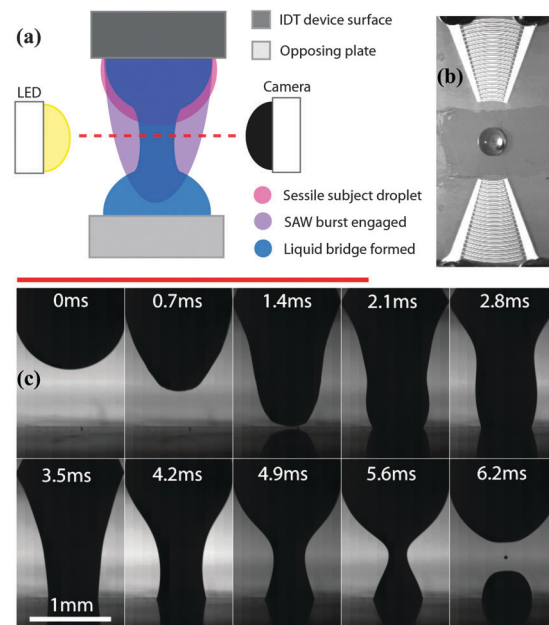 (a)
IDT device surface
Opposing plate
LED
Camera
(b)
Sessile subject droplet
SAW burst engaged
Liquid bridge formed
0ms
0.7ms
1.4ms
2.1ms
2.8ms
(c)
3.5ms
4.2ms
4.9ms
5.6ms
6.2ms
1mm